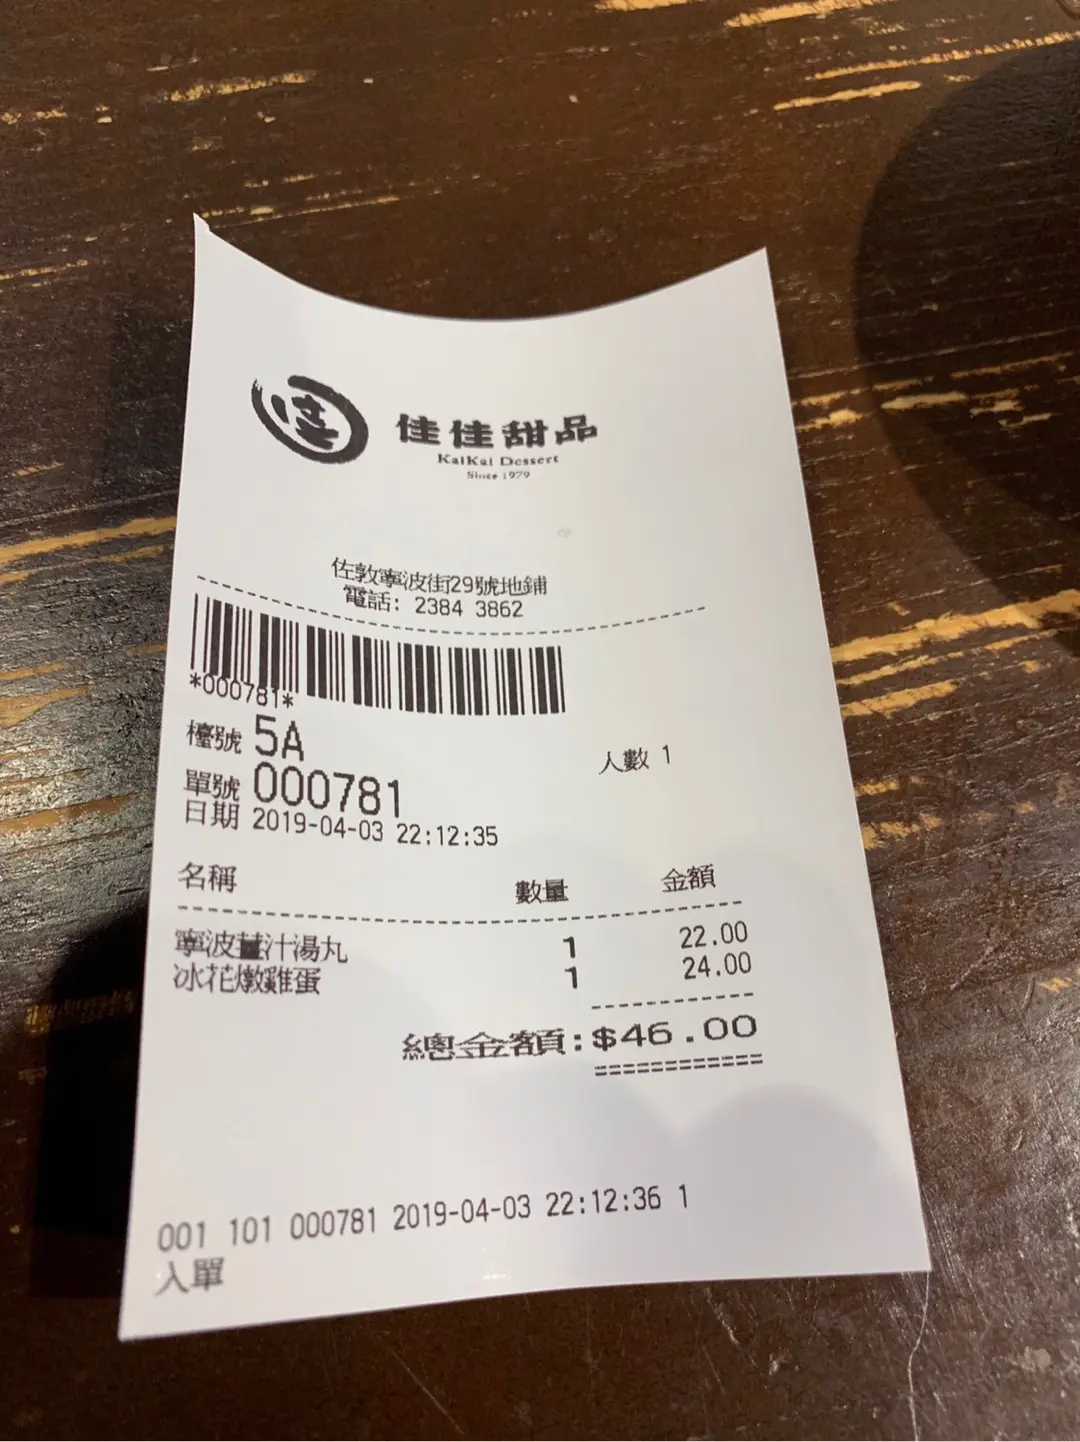 佳佳甜品
KaiKai Dessert
Since 1979
佐敦寧波街29號地鋪
電話: 2384 3862
*000781*
檯號 5A 人數 1
單號 000781
日期 2019-04-03 22:12:35
名稱 數量 金額
寧波薑汁湯丸 1 22.00
冰花燉雞蛋 1 24.00
總金額:$46.00
001 101 000781 2019-04-03 22:12:36 1
入單